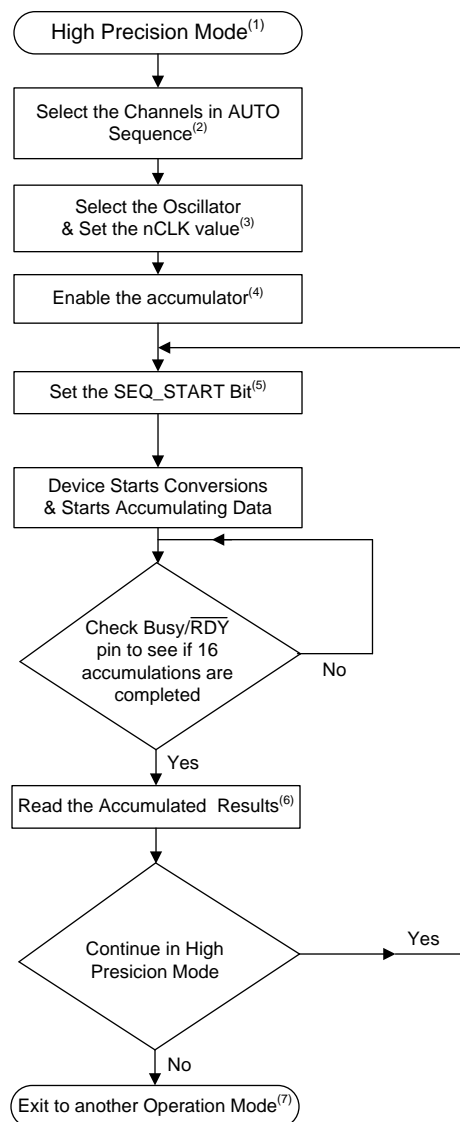 High Precision Mode(1)
Select the Channels in AUTO
Sequence(2)
Select the Oscillator
& Set the nCLK value(3)
Enable the accumulator(4)
Set the SEQ_START Bit(5)
Device Starts Conversions
& Starts Accumulating Data
Check Busy/RDY
pin to see if 16
accumulations are
completed
No
Yes
Read the Accumulated Results(6)
Continue in High
Presicion Mode
Yes
No
Exit to another Operation Mode(7)